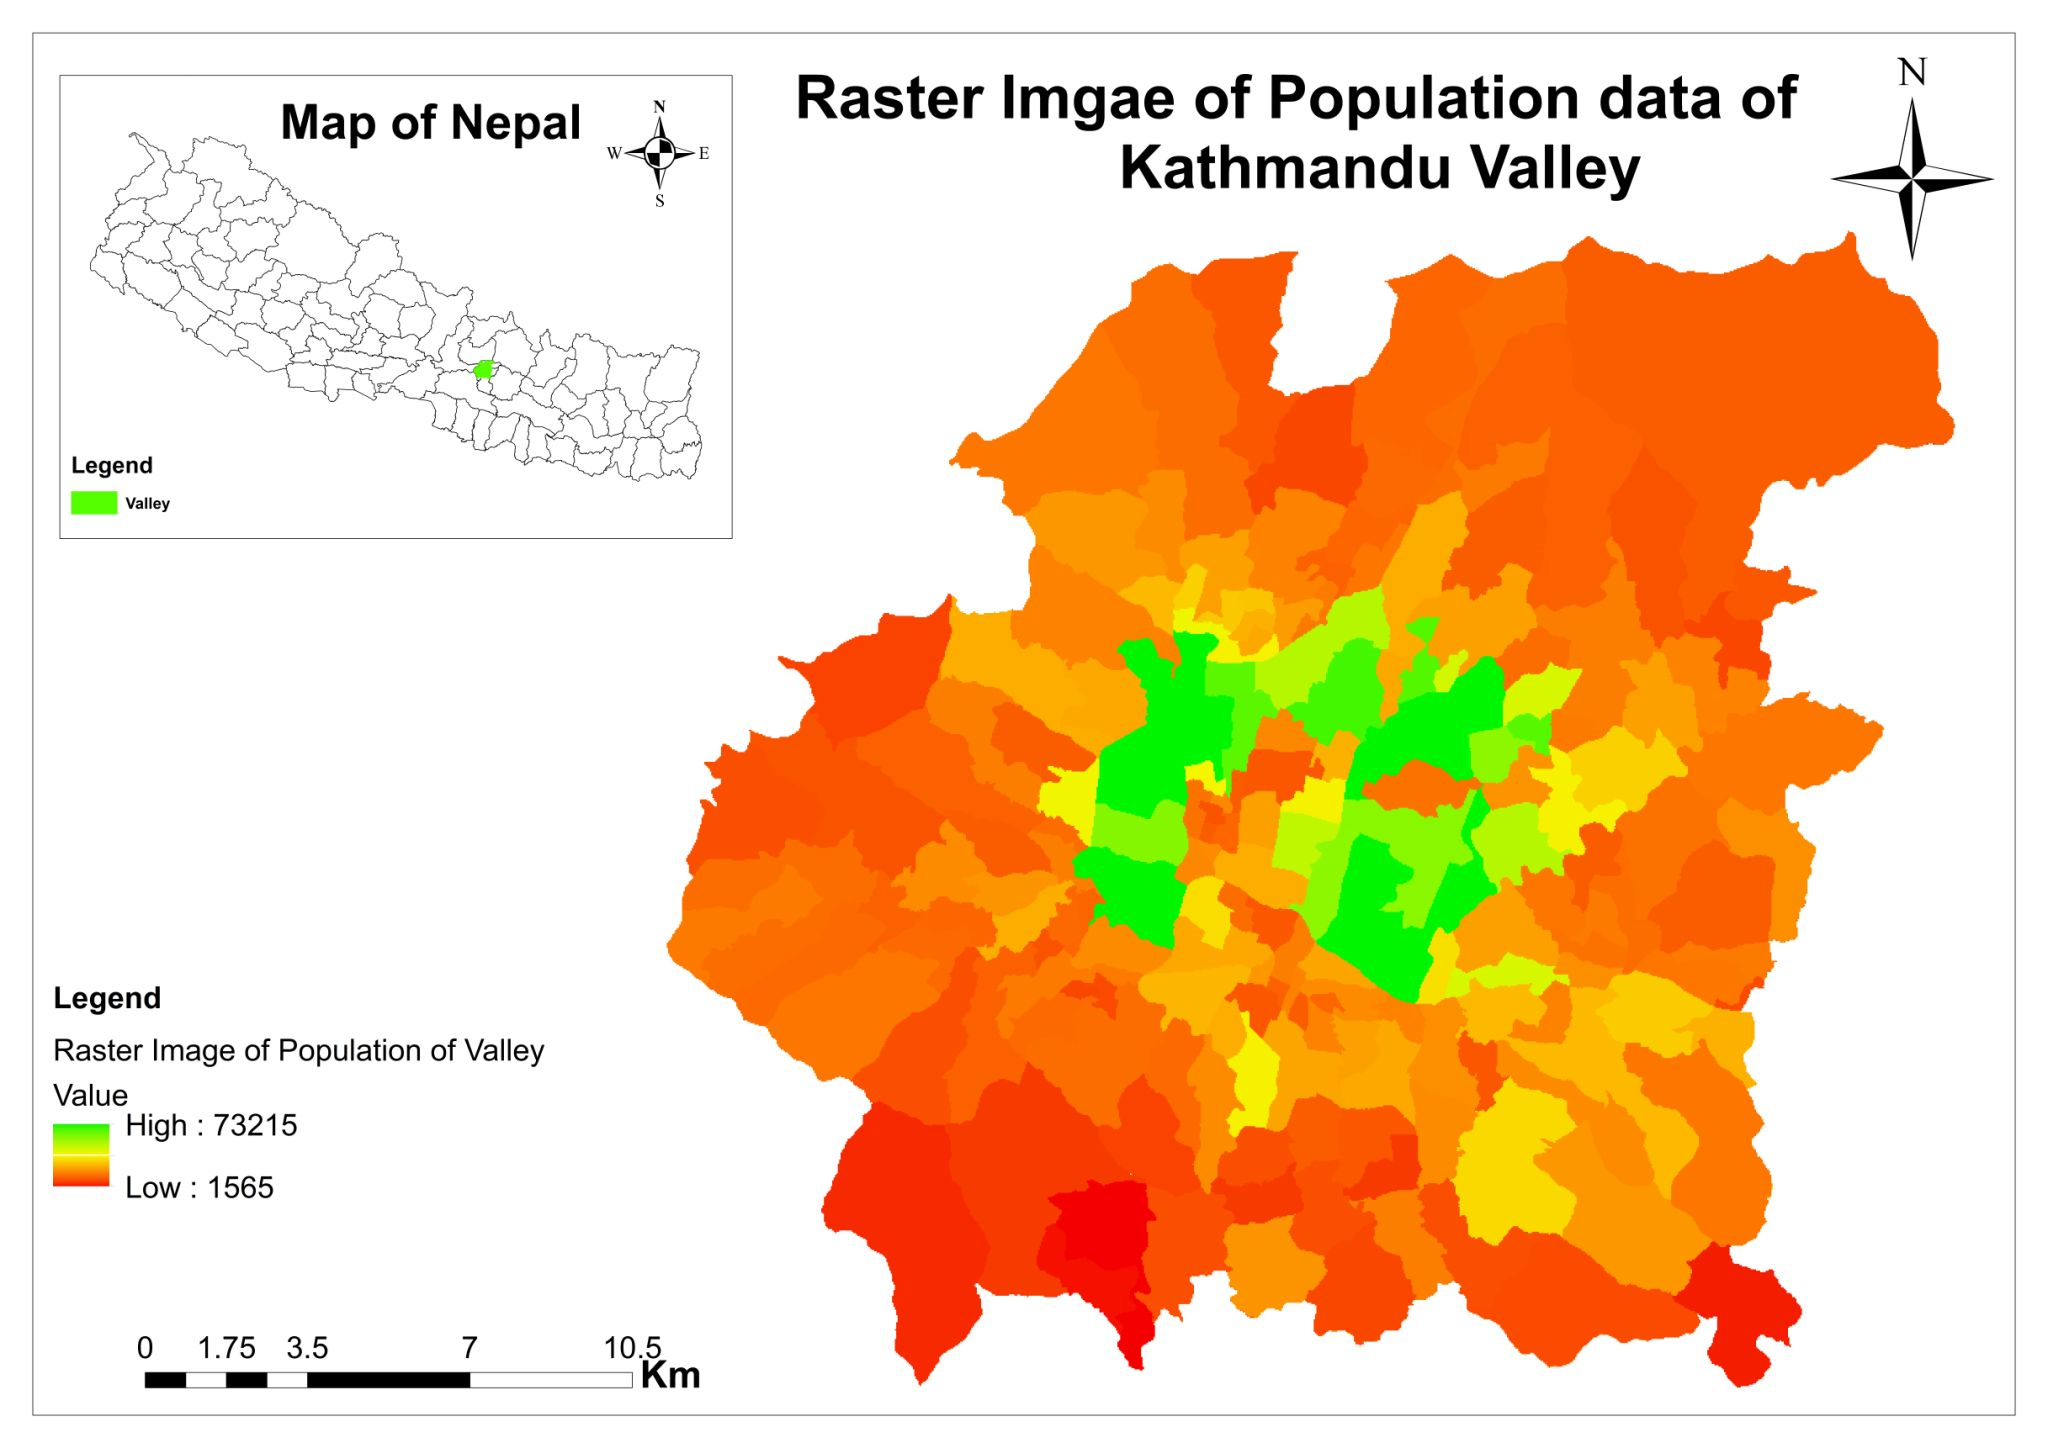 Map of Nepal
N
W E
S
Legend
Valley
Raster Imgae of Population data of
Kathmandu Valley
N
Legend
Raster Image of Population of Valley
Value
High : 73215
Low : 1565
0 1.75 3.5 7 10.5
Km